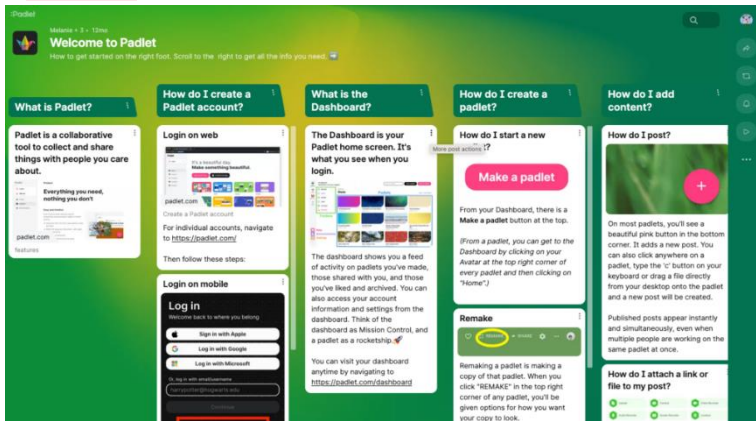 :Padlet
Melanie + 3 • 12mo
Welcome to Padlet
How to get started on the right foot. Scroll to the right to get all the info you need. ➡️
What is Padlet?
Padlet is a collaborative
tool to collect and share
things with people you care
about.
Everything you need,
nothing you don't
padlet.com
features
How do I create a
Padlet account?
Login on web
It's a beautiful day.
Make something beautiful.
padlet.com
Create a Padlet account
For individual accounts, navigate
to https://padlet.com/
Then follow these steps:
Login on mobile
Log in
Welcome back to where you belong
Sign in with Apple
Log in with Google
Log in with Microsoft
Or, log in with email/username
harrypotter@hogwarts.edu
Continue
What is the
Dashboard?
The Dashboard is your
Padlet home screen. It's
what you see when you
login.
The dashboard shows you a feed
of activity on padlets you've made,
those shared with you, and those
you've liked and archived. You can
also access your account
information and settings from the
dashboard. Think of the
dashboard as Mission Control, and
a padlet as a rocketship.🚀
You can visit your dashboard
anytime by navigating to
https://padlet.com/dashboard
More post actions
How do I create a
padlet?
How do I start a new
?
Make a padlet
From your Dashboard, there is a
Make a padlet button at the top.
(From a padlet, you can get to the
Dashboard by clicking on your
Avatar at the top right corner of
every padlet and then clicking on
"Home".)
Remake
Remaking a padlet is making a
copy of that padlet. When you
click "REMAKE" in the top right
corner of any padlet, you'll be
given options for how you want
your copy to look.
How do I add
content?
How do I post?
On most padlets, you'll see a
beautiful pink button in the bottom
corner. It adds a new post. You
can also click anywhere on a
padlet, type the 'c' button on your
keyboard or drag a file directly
from your desktop onto the padlet
and a new post will be created.
Published posts appear instantly
and simultaneously, even when
multiple people are working on the
same padlet at once.
How do I attach a link or
file to my post?